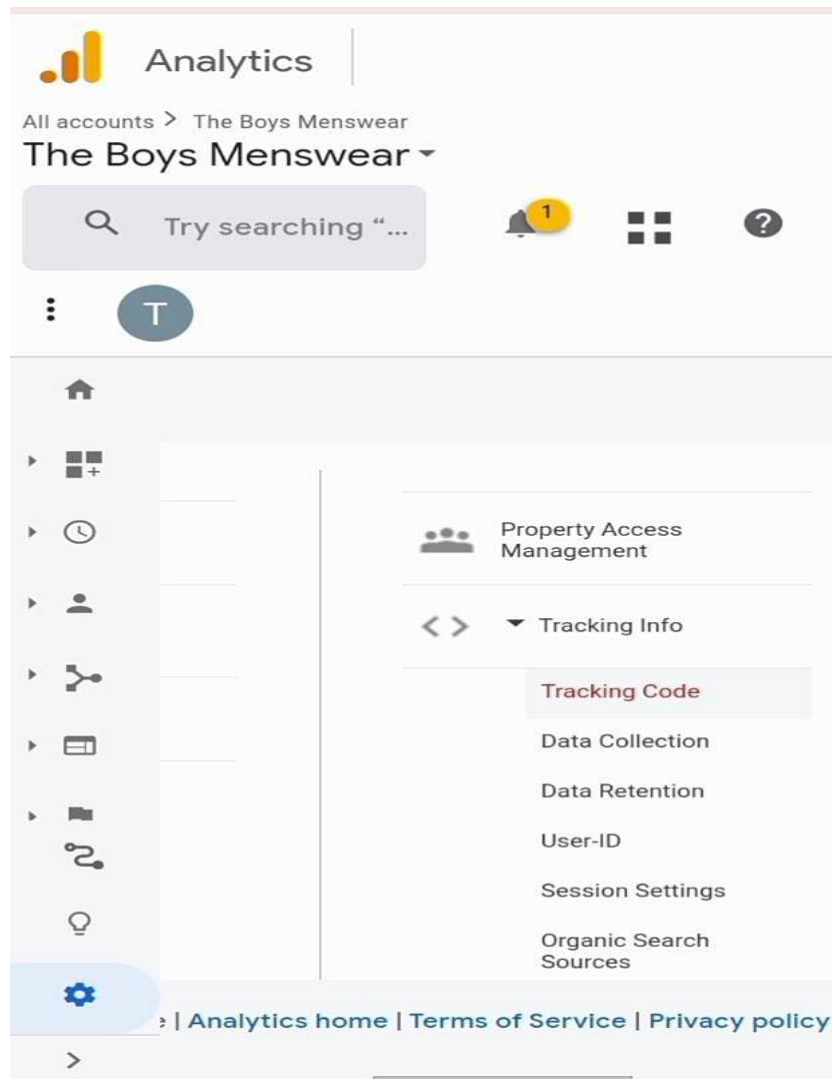 Analytics
All accounts > The Boys Menswear
The Boys Menswear
Try searching “...
1
?
T
Property Access
Management
< > Tracking Info
Tracking Code
Data Collection
Data Retention
User-ID
Session Settings
Organic Search
Sources
| Analytics home | Terms of Service | Privacy policy